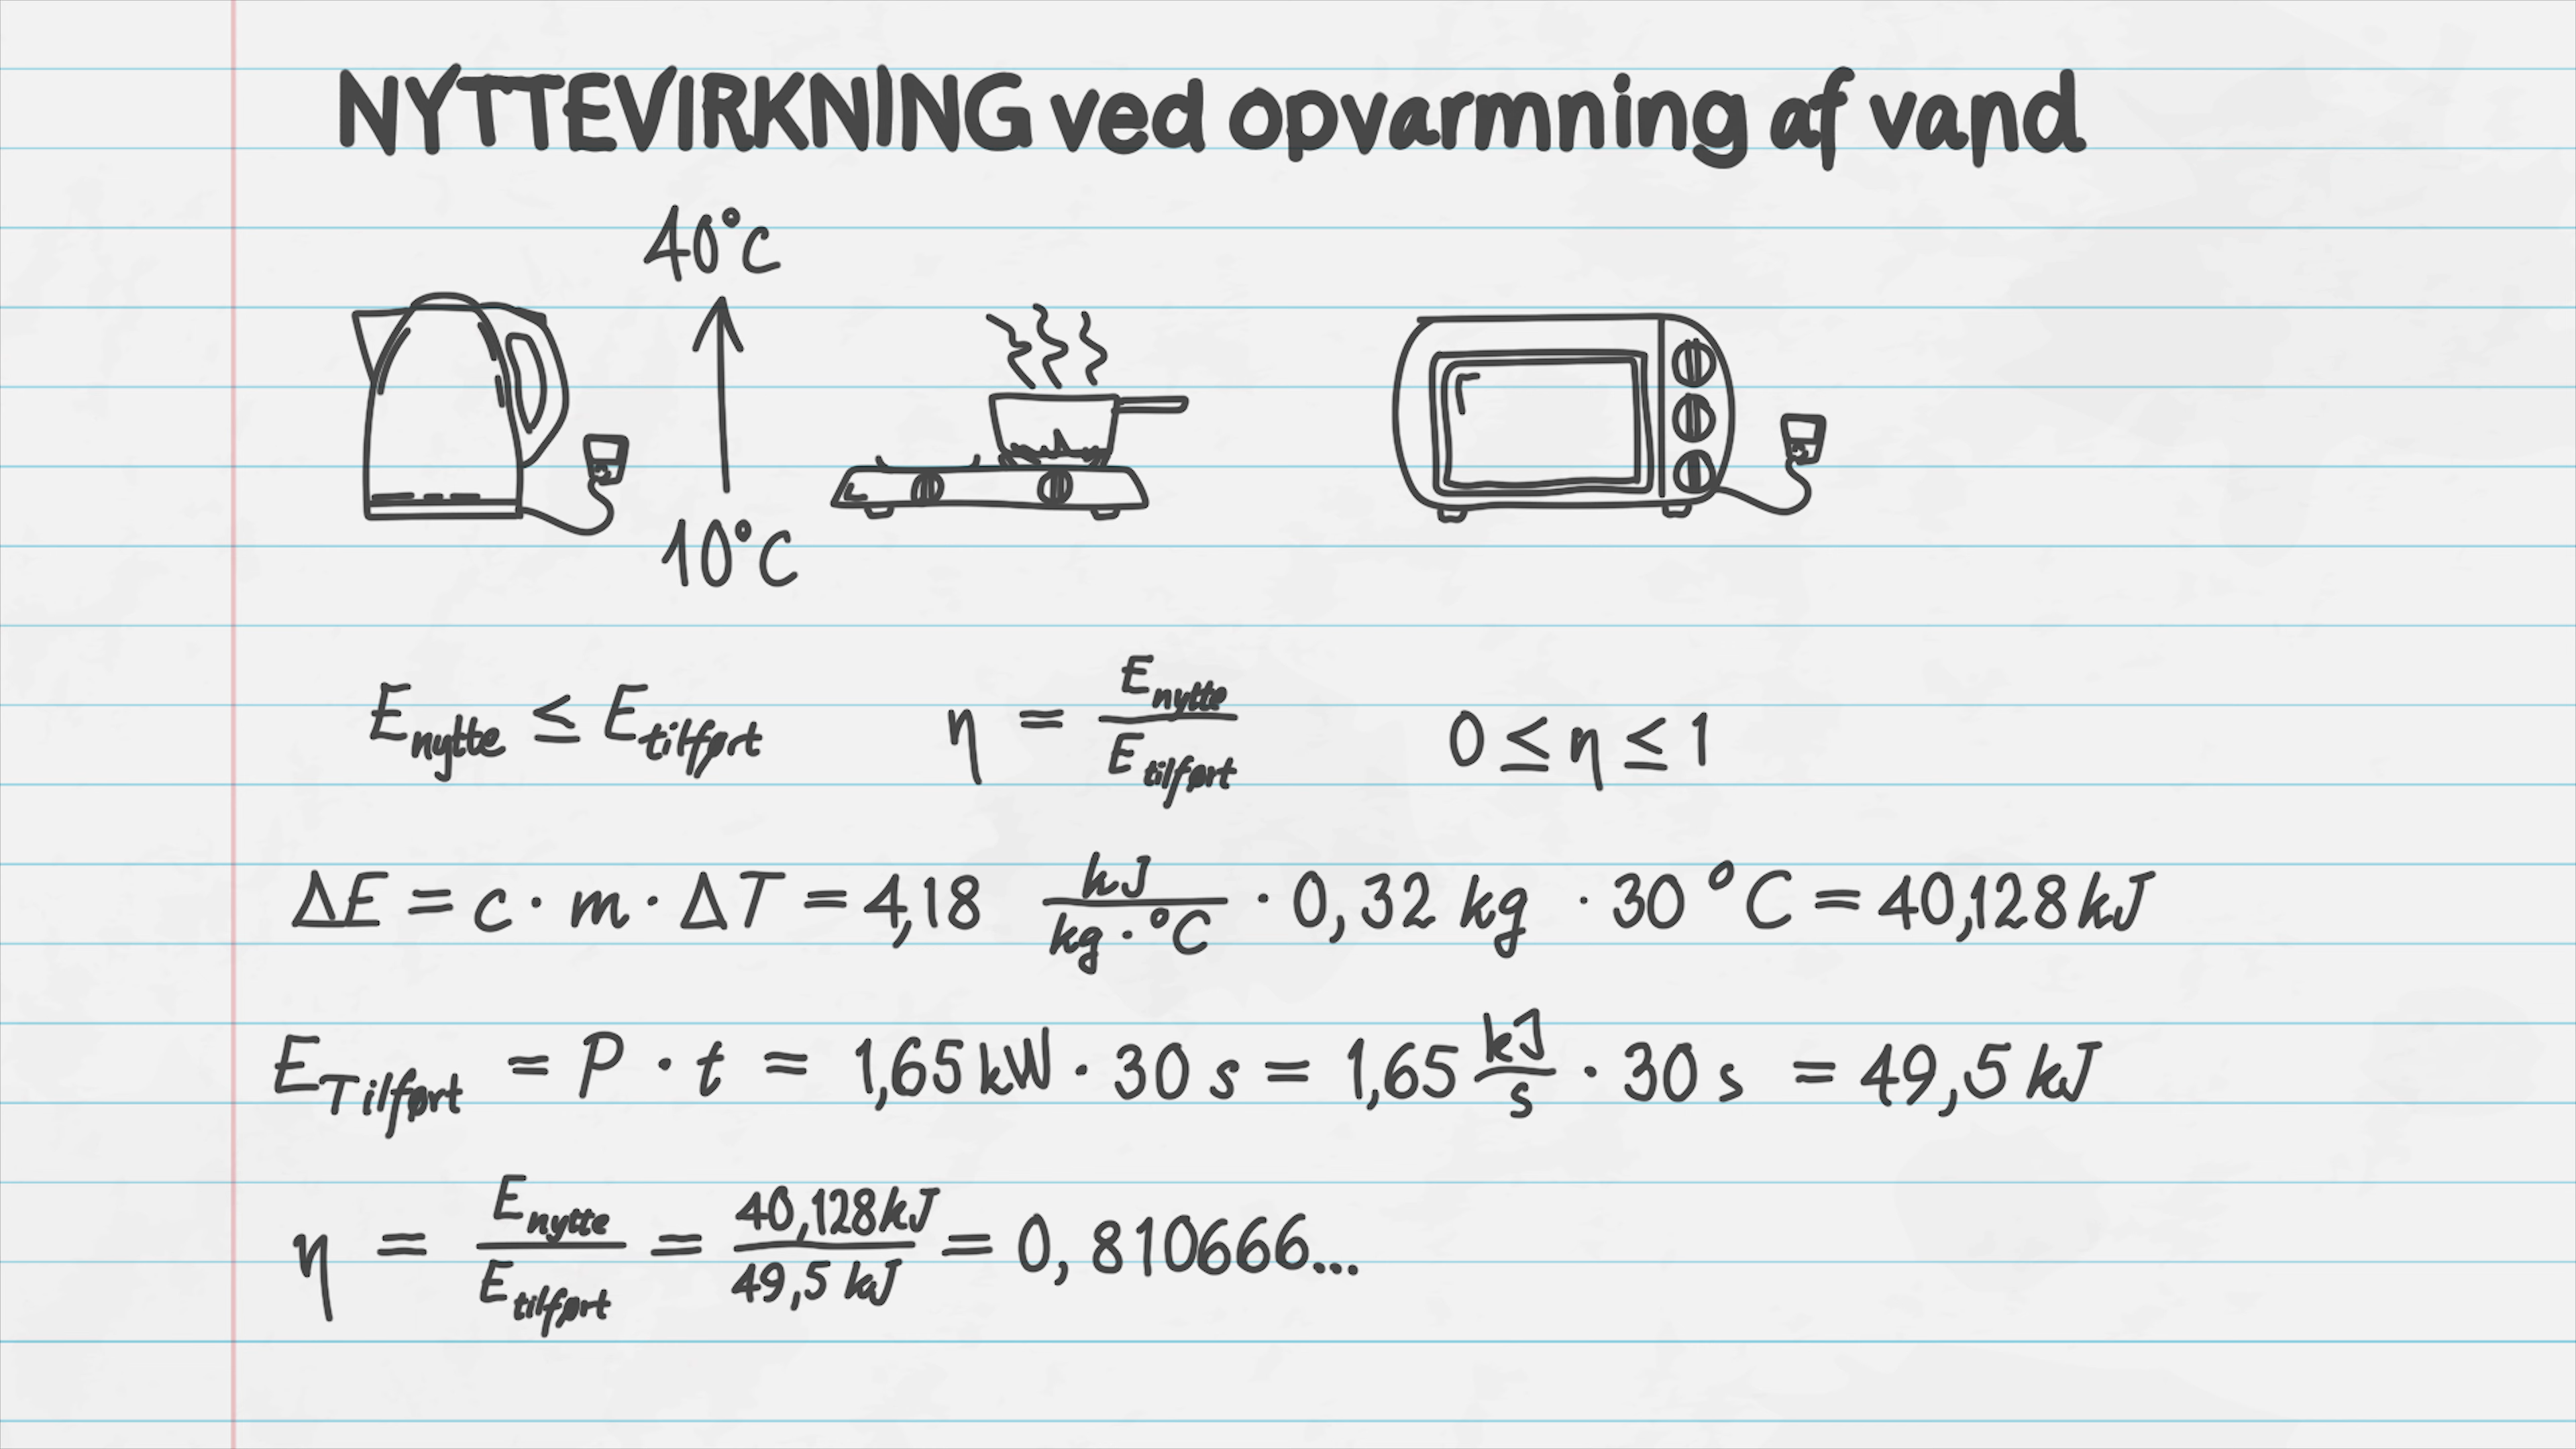 NYTTEVIRKNING ved opvarmning af vand
40°C
10°C
E_nytte ≤ E_tilført    η = E_nytte / E_tilført    0 ≤ η ≤ 1
ΔE = c · m · ΔT = 4,18 kJ / kg · °C · 0,32 kg · 30 °C = 40,128 kJ
E_Tilført = P · t = 1,65 kW · 30 s = 1,65 kJ / s · 30 s = 49,5 kJ
η = E_nytte / E_tilført = 40,128 kJ / 49,5 kJ = 0,810666...